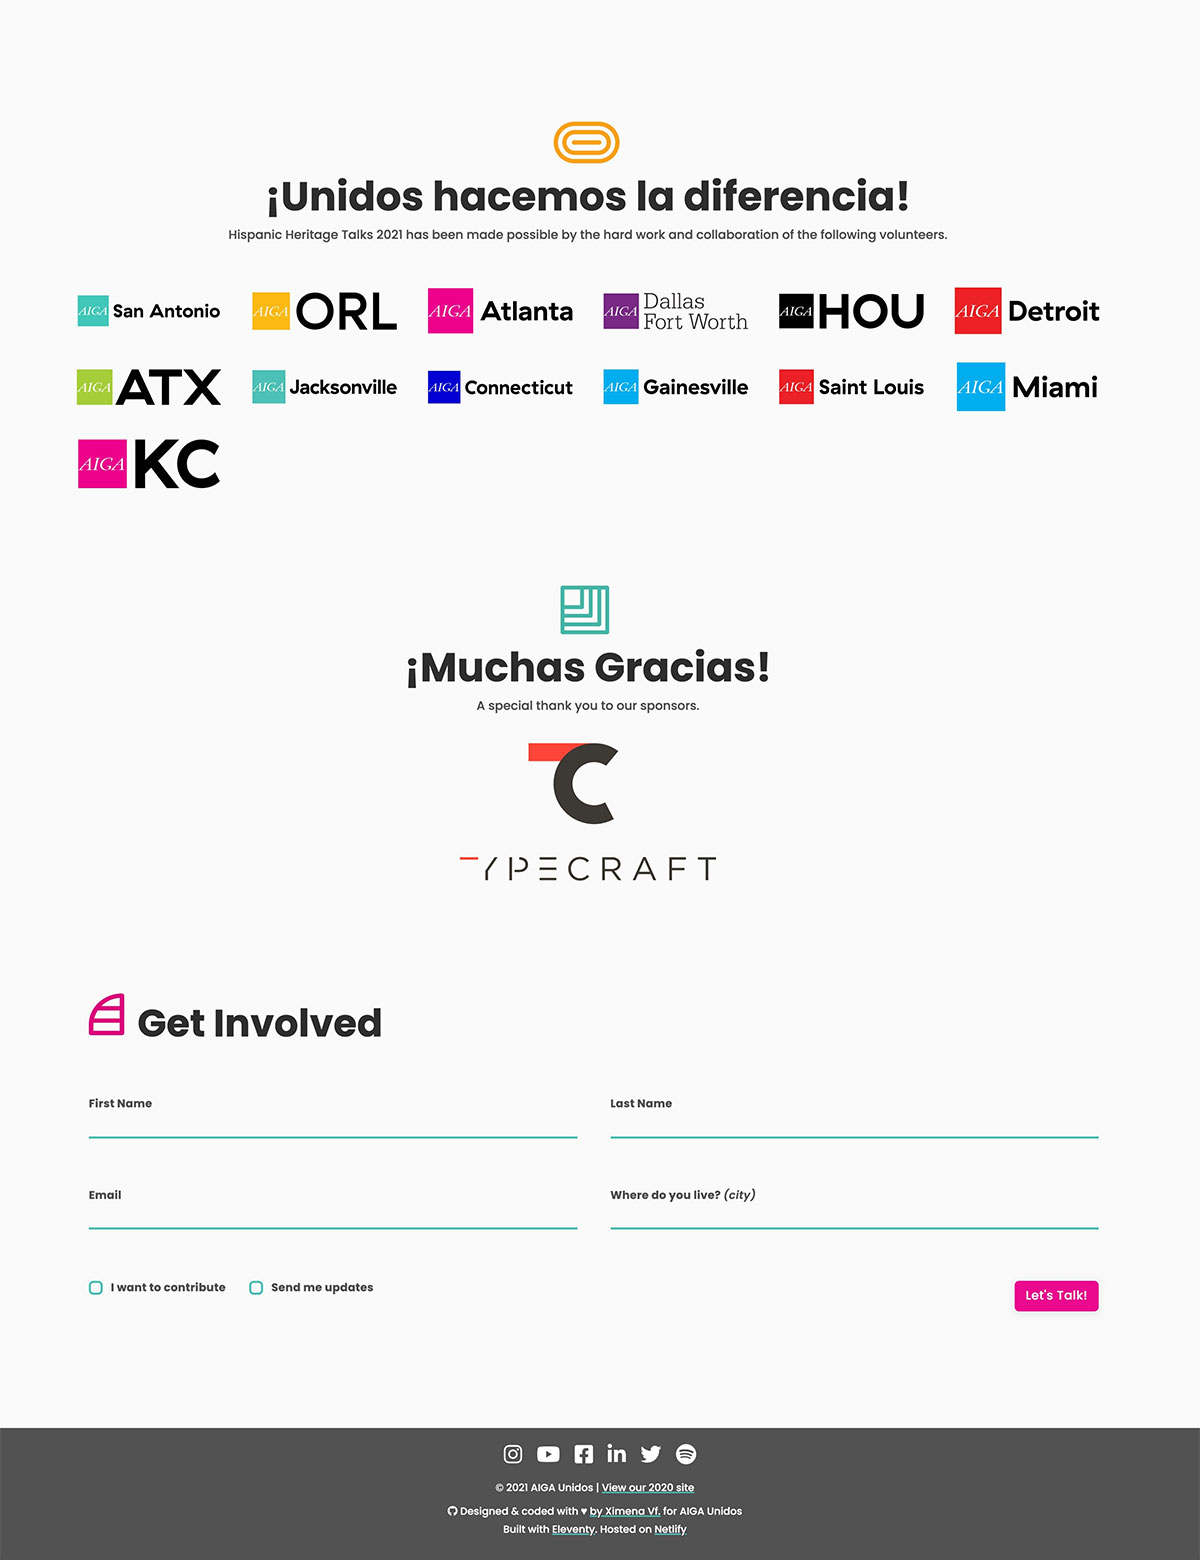 ¡Unidos hacemos la diferencia!
Hispanic Heritage Talks 2021 has been made possible by the hard work and collaboration of the following volunteers.
AIGA San Antonio
AIGA ORL
AIGA Atlanta
AIGA Dallas
Fort Worth
AIGA HOU
AIGA Detroit
AIGA ATX
AIGA Jacksonville
AIGA Connecticut
AIGA Gainesville
AIGA Saint Louis
AIGA Miami
AIGA KC
¡Muchas Gracias!
A special thank you to our sponsors.
TC
TYPECRAFT
Get Involved
First Name
Last Name
Email
Where do you live? (city)
I want to contribute
Send me updates
Let's Talk!
© 2021 AIGA Unidos | View our 2020 site
Designed & coded with ♥ by Ximena Vf. for AIGA Unidos
Built with Eleventy. Hosted on Netlify